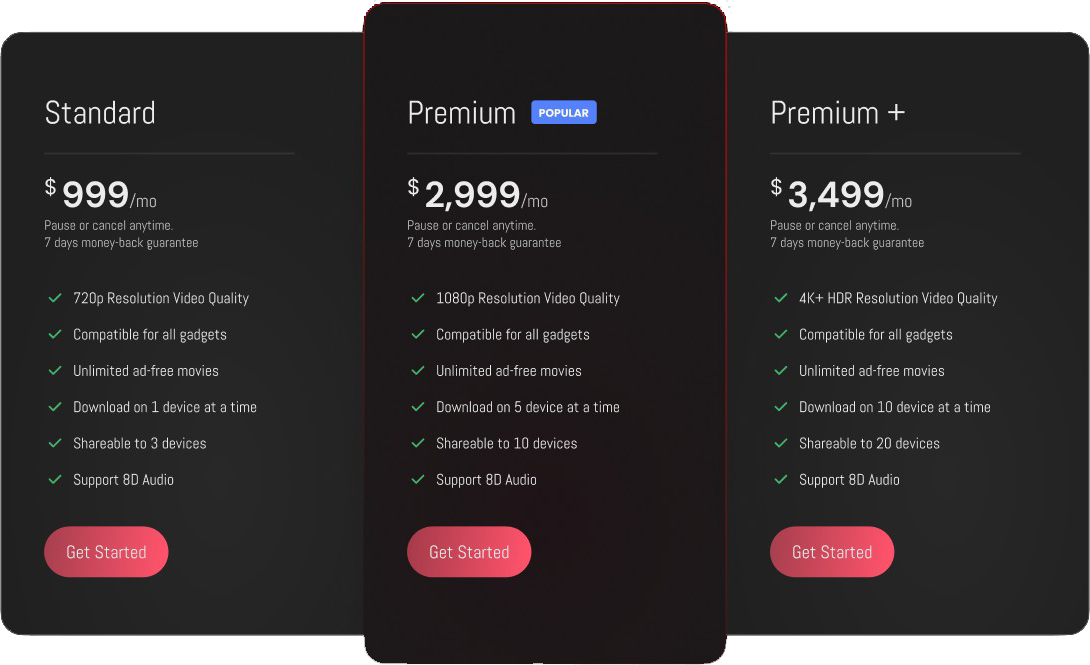 Standard
$ 999/mo
Pause or cancel anytime.
7 days money-back guarantee
720p Resolution Video Quality
Compatible for all gadgets
Unlimited ad-free movies
Download on 1 device at a time
Shareable to 3 devices
Support 8D Audio
Get Started
Premium POPULAR
$ 2,999/mo
Pause or cancel anytime.
7 days money-back guarantee
1080p Resolution Video Quality
Compatible for all gadgets
Unlimited ad-free movies
Download on 5 device at a time
Shareable to 10 devices
Support 8D Audio
Get Started
Premium +
$ 3,499/mo
Pause or cancel anytime.
7 days money-back guarantee
4K+ HDR Resolution Video Quality
Compatible for all gadgets
Unlimited ad-free movies
Download on 10 device at a time
Shareable to 20 devices
Support 8D Audio
Get Started